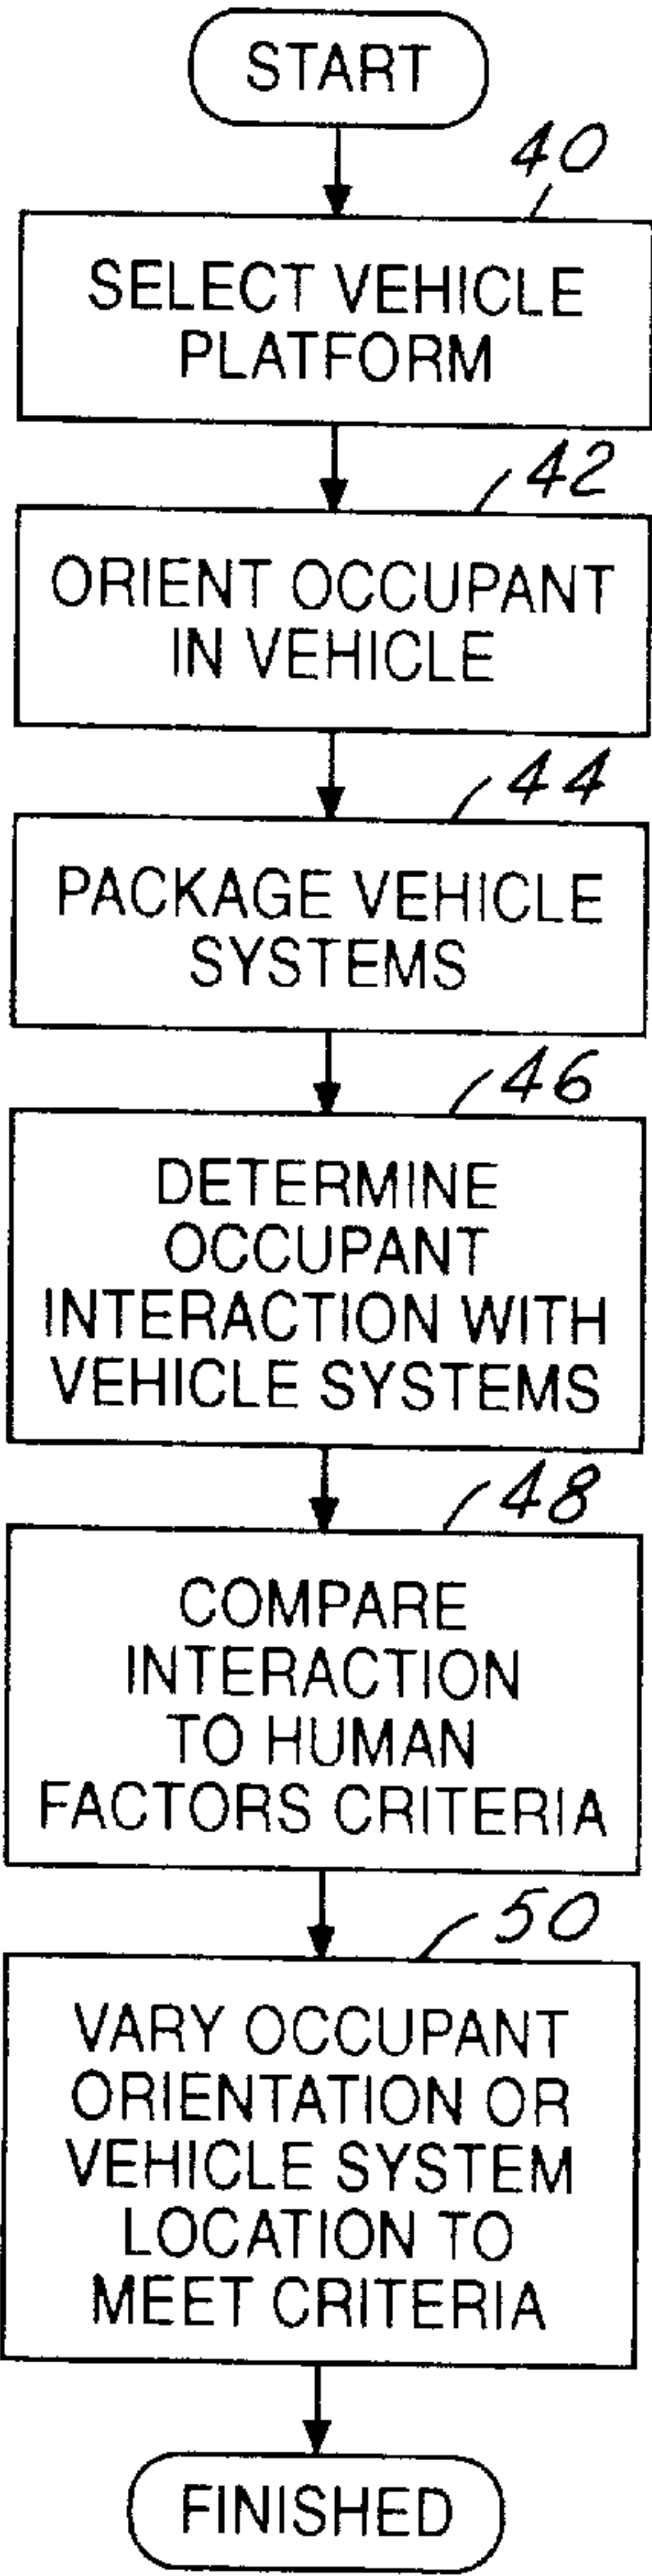 START
40
SELECT VEHICLE
PLATFORM
42
ORIENT OCCUPANT
IN VEHICLE
44
PACKAGE VEHICLE
SYSTEMS
46
DETERMINE
OCCUPANT
INTERACTION WITH
VEHICLE SYSTEMS
48
COMPARE
INTERACTION
TO HUMAN
FACTORS CRITERIA
50
VARY OCCUPANT
ORIENTATION OR
VEHICLE SYSTEM
LOCATION TO
MEET CRITERIA
FINISHED